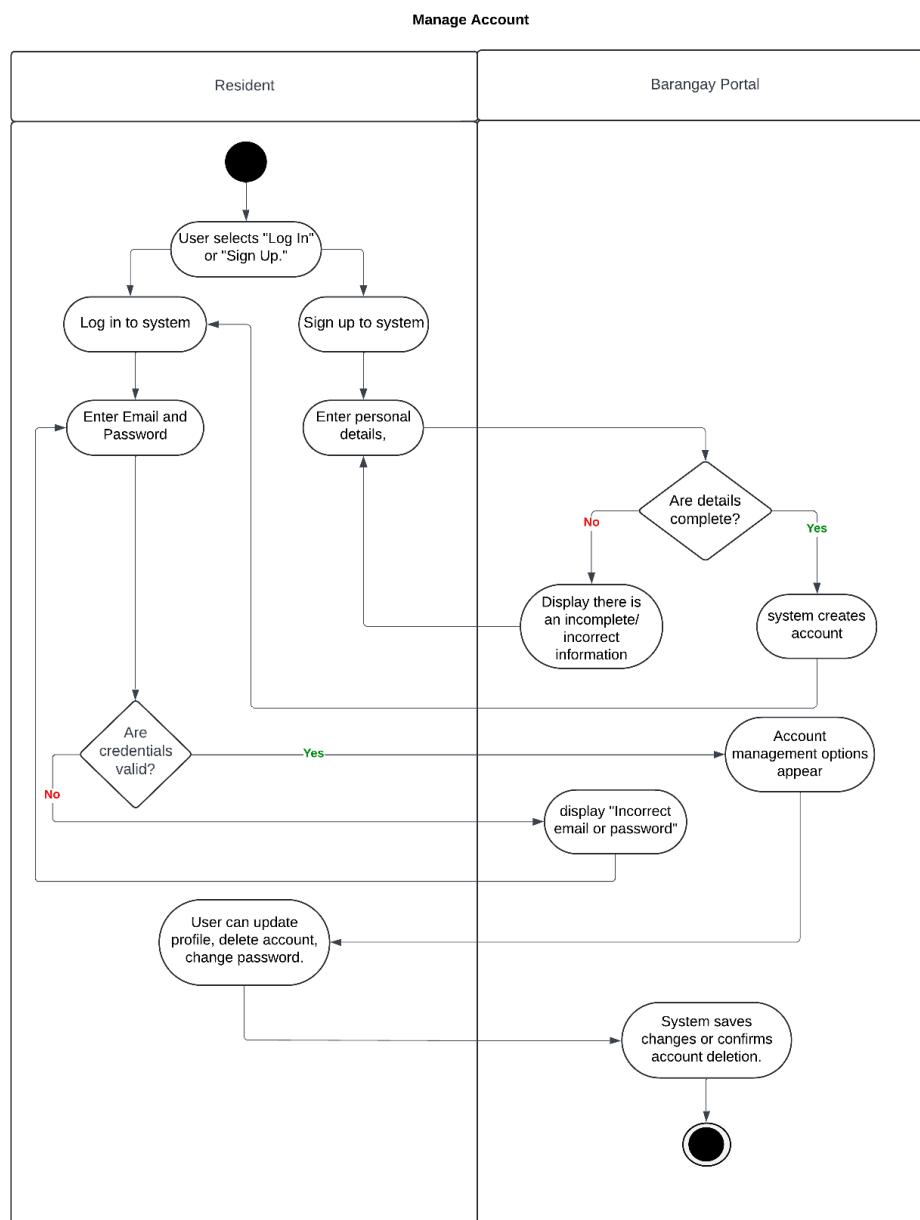 Manage Account
Resident
Barangay Portal
User selects "Log In"
or "Sign Up."
Log in to system
Sign up to system
Enter Email and
Password
Enter personal
details,
Are details
complete?
No
Yes
Display there is
an incomplete/
incorrect
information
system creates
account
Are
credentials
valid?
Yes
No
Account
management options
appear
display "Incorrect
email or password"
User can update
profile, delete account,
change password.
System saves
changes or confirms
account deletion.